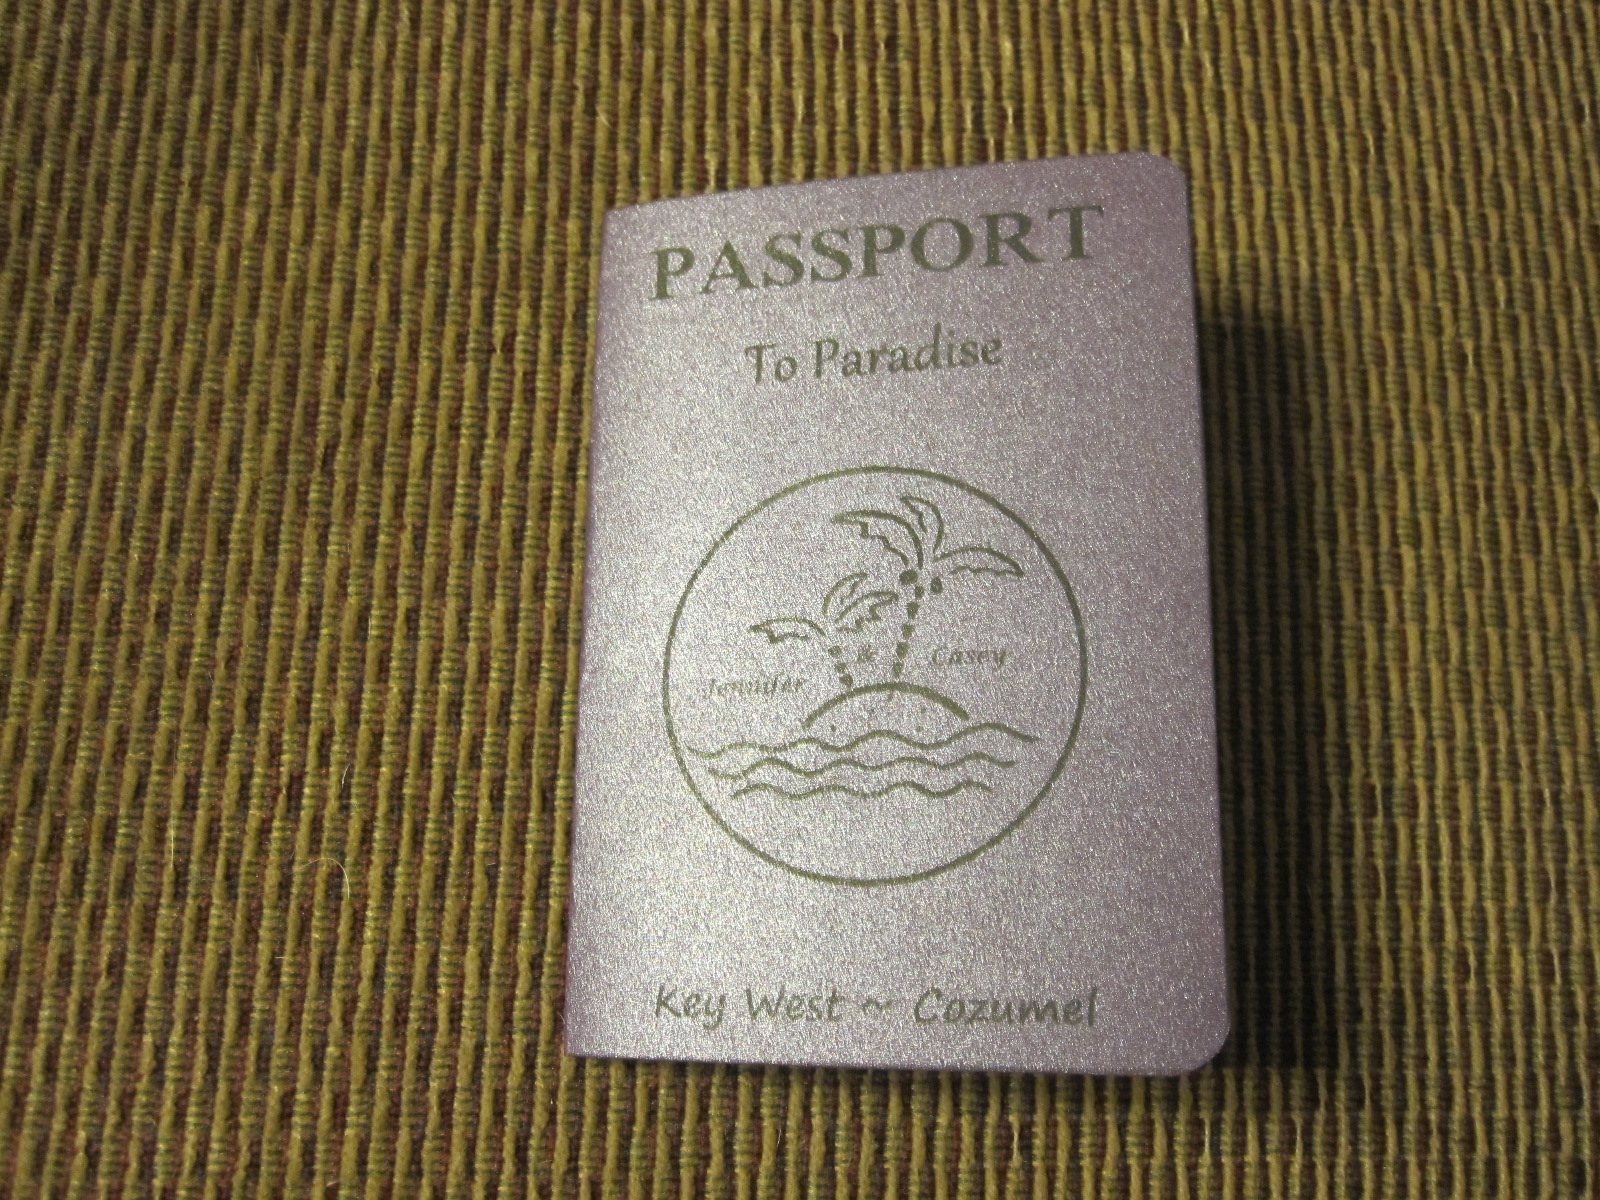 PASSPORT
To Paradise
Jennifer & Casey
Key West ~ Cozumel